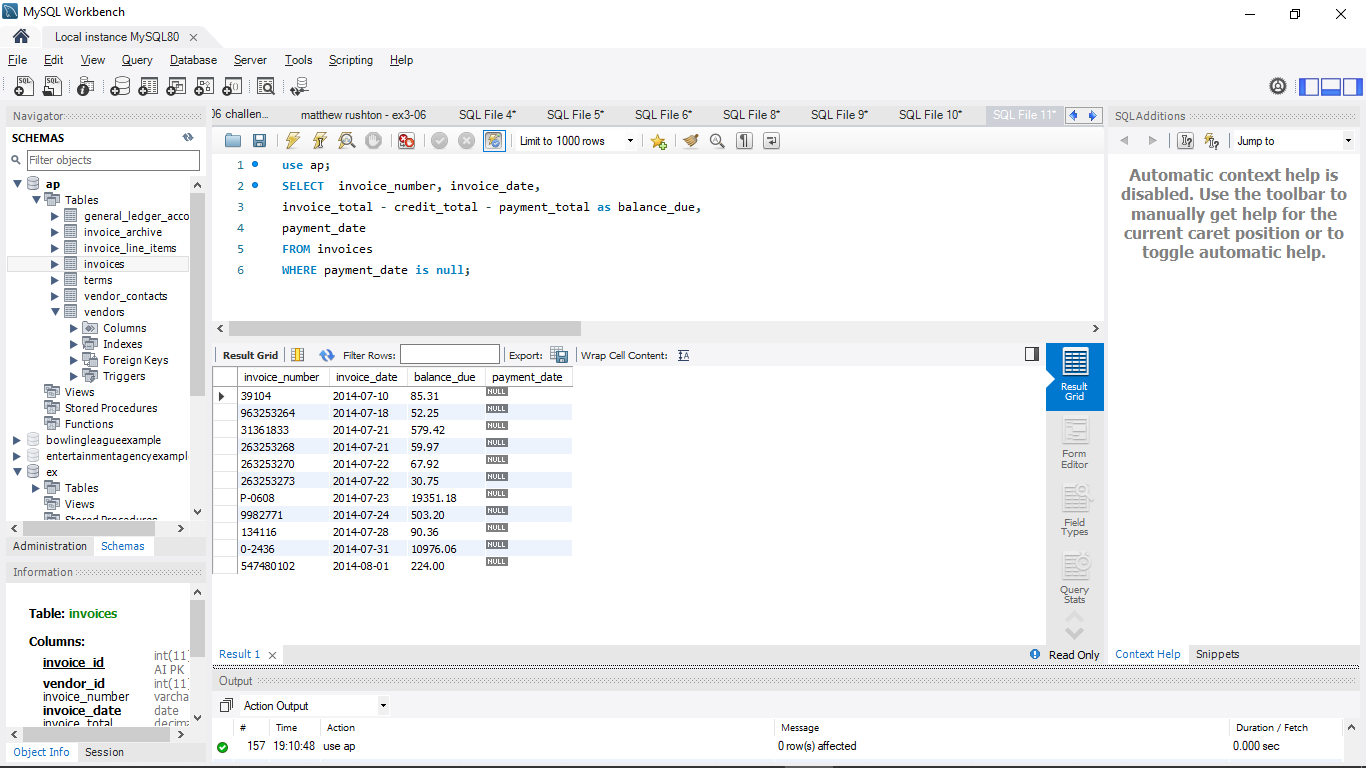 MySQL Workbench
Local instance MySQL80
File Edit View Query Database Server Tools Scripting Help
Navigator
SCHEMAS
Filter objects
ap
Tables
general_ledger_acco
invoice_archive
invoice_line_items
invoices
terms
vendor_contacts
vendors
Columns
Indexes
Foreign Keys
Triggers
Views
Stored Procedures
Functions
bowlingleagueexample
entertainmentagencyexampl
ex
Tables
Views
Stored Procedures
Administration Schemas
Information
Table: invoices
Columns:
invoice_id int(11)
AI PK
vendor_id int(11)
invoice_number varcha
invoice_date date
invoice_total decima
Object Info Session
06 challen... matthew rushton - ex3-06 SQL File 4* SQL File 5* SQL File 6* SQL File 8* SQL File 9* SQL File 10* SQL File 11*
Limit to 1000 rows
1 use ap;
2 SELECT invoice_number, invoice_date,
3 invoice_total - credit_total - payment_total as balance_due,
4 payment_date
5 FROM invoices
6 WHERE payment_date is null;
Result Grid Filter Rows: Export: Wrap Cell Content:
invoice_number invoice_date balance_due payment_date
39104 2014-07-10 85.31 NULL
963253264 2014-07-18 52.25 NULL
31361833 2014-07-21 579.42 NULL
263253268 2014-07-21 59.97 NULL
263253270 2014-07-22 67.92 NULL
263253273 2014-07-22 30.75 NULL
P-0608 2014-07-23 19351.18 NULL
9982771 2014-07-24 503.20 NULL
134116 2014-07-28 90.36 NULL
0-2436 2014-07-31 10976.06 NULL
547480102 2014-08-01 224.00 NULL
Result
Grid
Form
Editor
Field
Types
Query
Stats
Result 1
Read Only
Output
Action Output
# Time Action Message Duration / Fetch
157 19:10:48 use ap 0 row(s) affected 0.000 sec
SQLAdditions
Jump to
Automatic context help is
disabled. Use the toolbar to
manually get help for the
current caret position or to
toggle automatic help.
Context Help Snippets